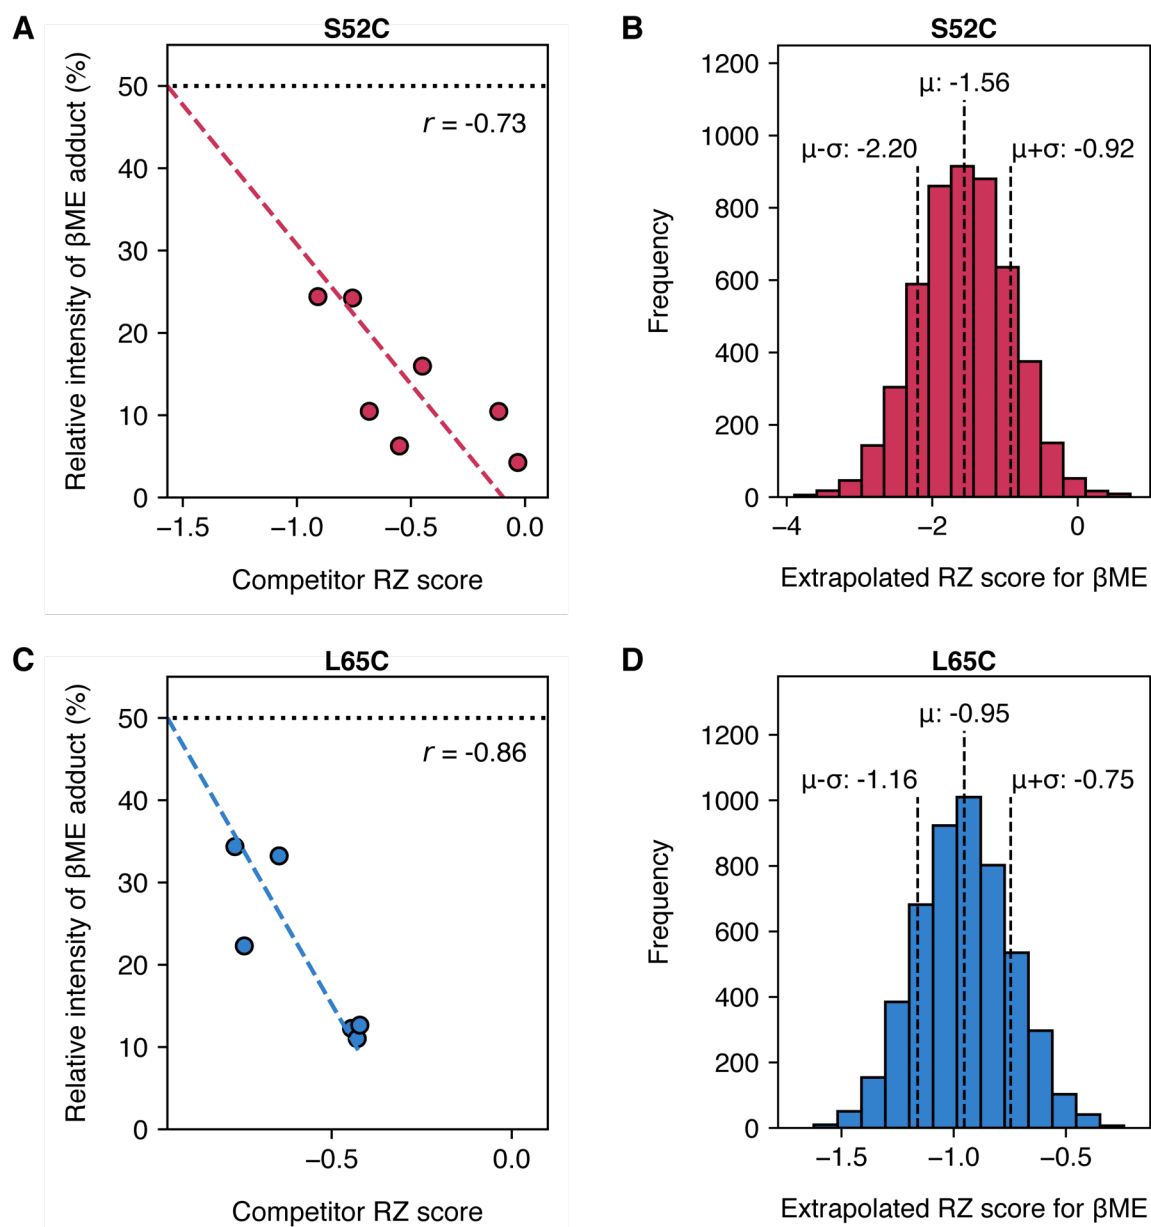 A
S52C
Relative intensity of βME adduct (%)
50
40
30
20
10
0
r = -0.73
−1.5
−1.0
−0.5
0.0
Competitor RZ score
B
S52C
Frequency
1200
1000
800
600
400
200
0
μ: -1.56
μ-σ: -2.20
μ+σ: -0.92
−4
−2
0
Extrapolated RZ score for βME
C
L65C
Relative intensity of βME adduct (%)
50
40
30
20
10
0
r = -0.86
−0.5
0.0
Competitor RZ score
D
L65C
Frequency
1200
1000
800
600
400
200
0
μ: -0.95
μ-σ: -1.16
μ+σ: -0.75
−1.5
−1.0
−0.5
Extrapolated RZ score for βME